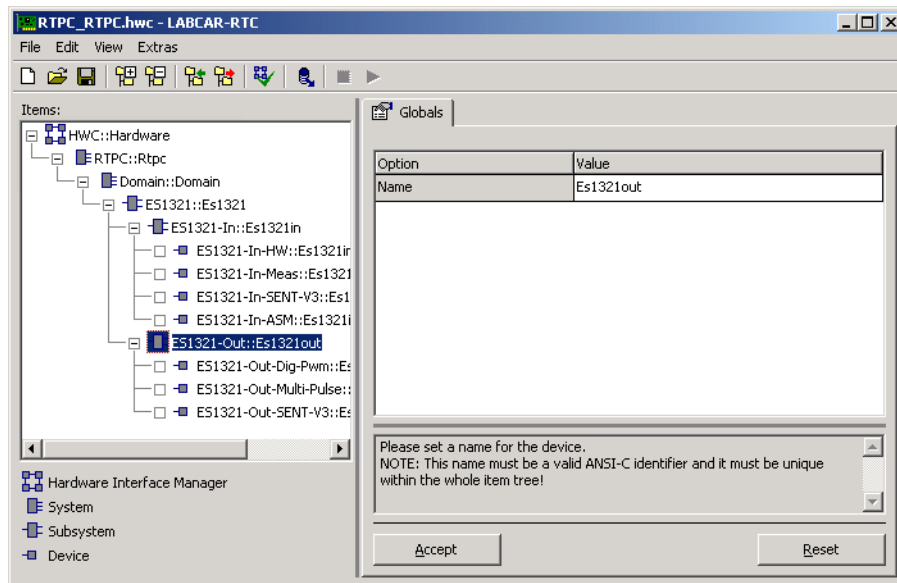 RTPC_RTPC.hwc - LABCAR-RTC
File Edit View Extras
Items:
HWC::Hardware
RTPC::Rtpc
Domain::Domain
ES1321::Es1321
ES1321-In::Es1321in
ES1321-In-HW::Es1321in
ES1321-In-Meas::Es1321
ES1321-In-SENT-V3::Es1
ES1321-In-ASM::Es1321i
ES1321-Out::Es1321out
ES1321-Out-Dig-Pwm::Es
ES1321-Out-Multi-Pulse::
ES1321-Out-SENT-V3::Es
Hardware Interface Manager
System
Subsystem
Device
Globals
Option Value
Name Es1321out
Please set a name for the device.
NOTE: This name must be a valid ANSI-C identifier and it must be unique
within the whole item tree!
Accept Reset